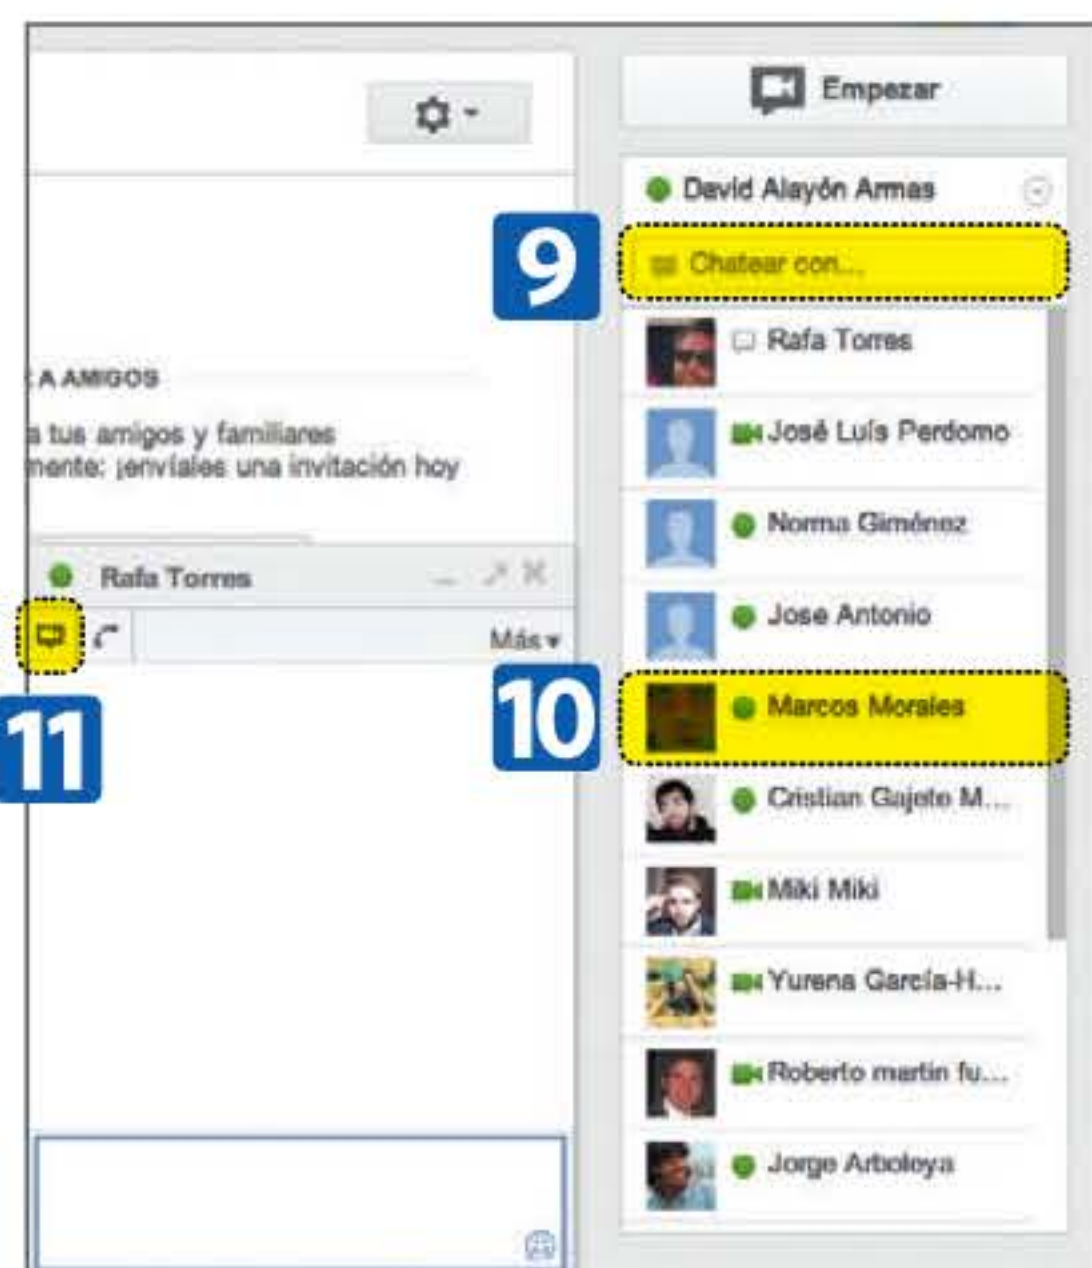 Empezar
David Alayón Armas
9
Chatear con...
Rafa Torres
José Luís Perdomo
Norma Giménez
Jose Antonio
10
Marcos Morales
Cristian Gajete M...
Miki Miki
Yurena García-H...
Roberto martin fu...
Jorge Arboleya
A AMIGOS
a tus amigos y familiares
mente: ¡envíales una invitación hoy
Rafa Torres
Más
11